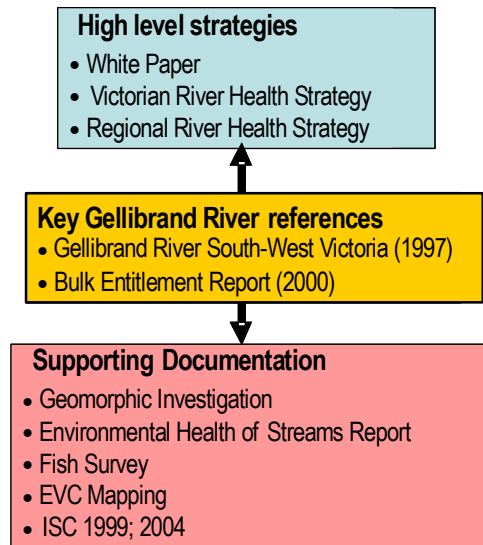 High level strategies
• White Paper
• Victorian River Health Strategy
• Regional River Health Strategy
Key Gellibrand River references
• Gellibrand River South-West Victoria (1997)
• Bulk Entitlement Report (2000)
Supporting Documentation
• Geomorphic Investigation
• Environmental Health of Streams Report
• Fish Survey
• EVC Mapping
• ISC 1999; 2004